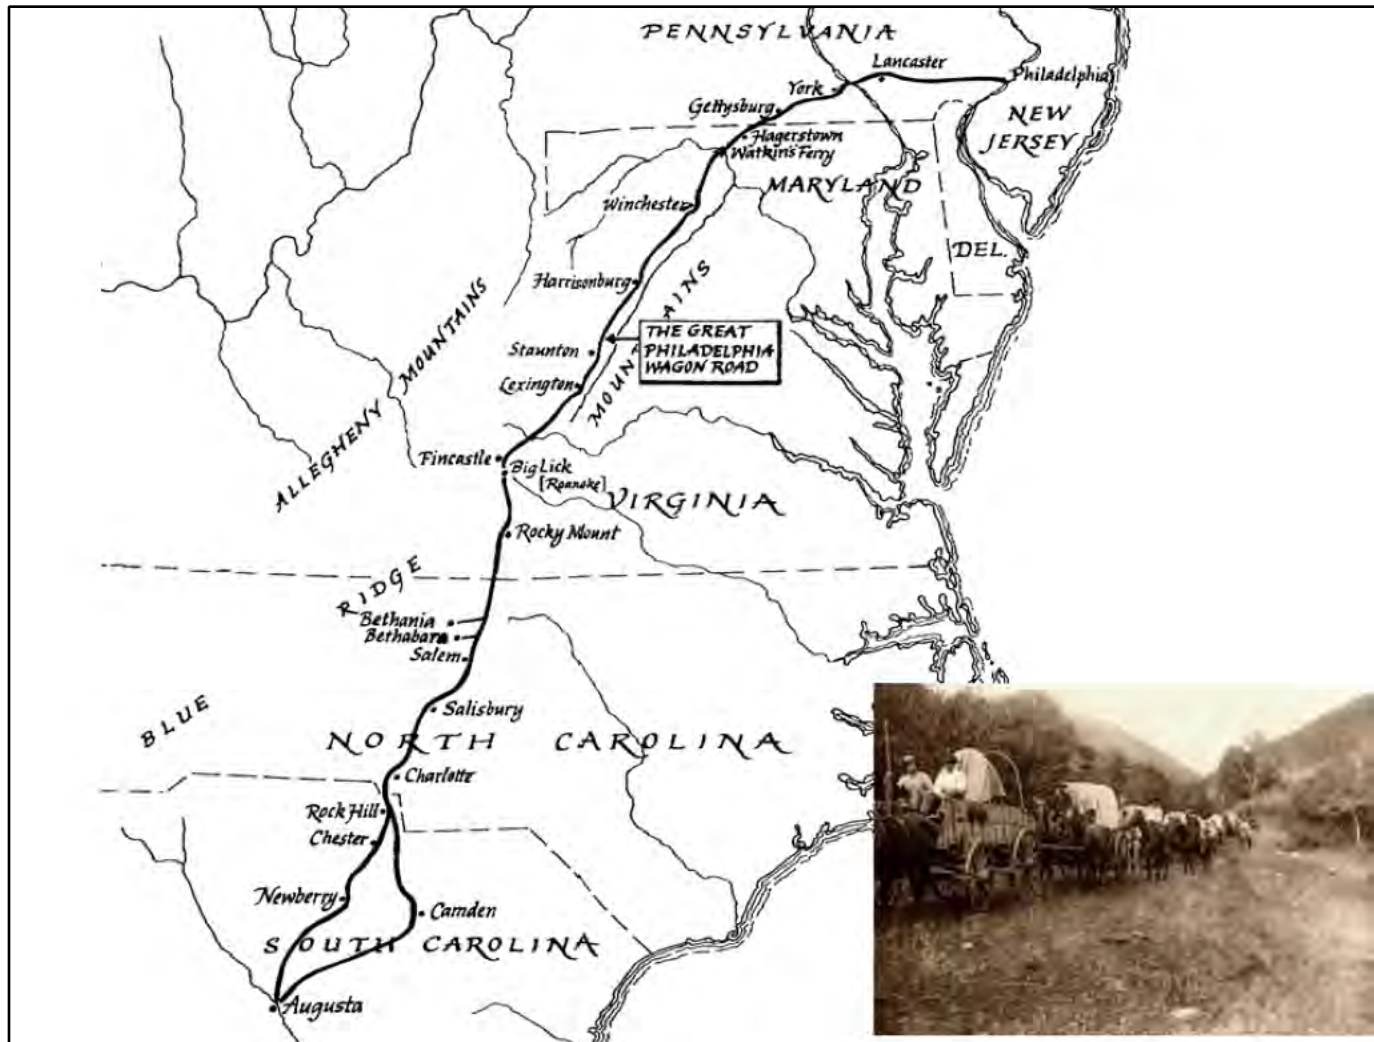 PENNSYLVANIA
Lancaster
Philadelphia
York
Gettysburg
NEW
JERSEY
Hagerstown
Watkin's Ferry
MARYLAND
Winchester
DEL.
Harrisonburg
THE GREAT
PHILADELPHIA
WAGON ROAD
Staunton
Lexington
ALLEGHENY MOUNTAINS
Fincastle
Big Lick
[Roanoke]
VIRGINIA
Rocky Mount
BLUE RIDGE MOUNTAINS
Bethania
Bethabara
Salem
Salisbury
NORTH CAROLINA
Charlotte
Rock Hill
Chester
Newberry
Camden
SOUTH CAROLINA
Augusta